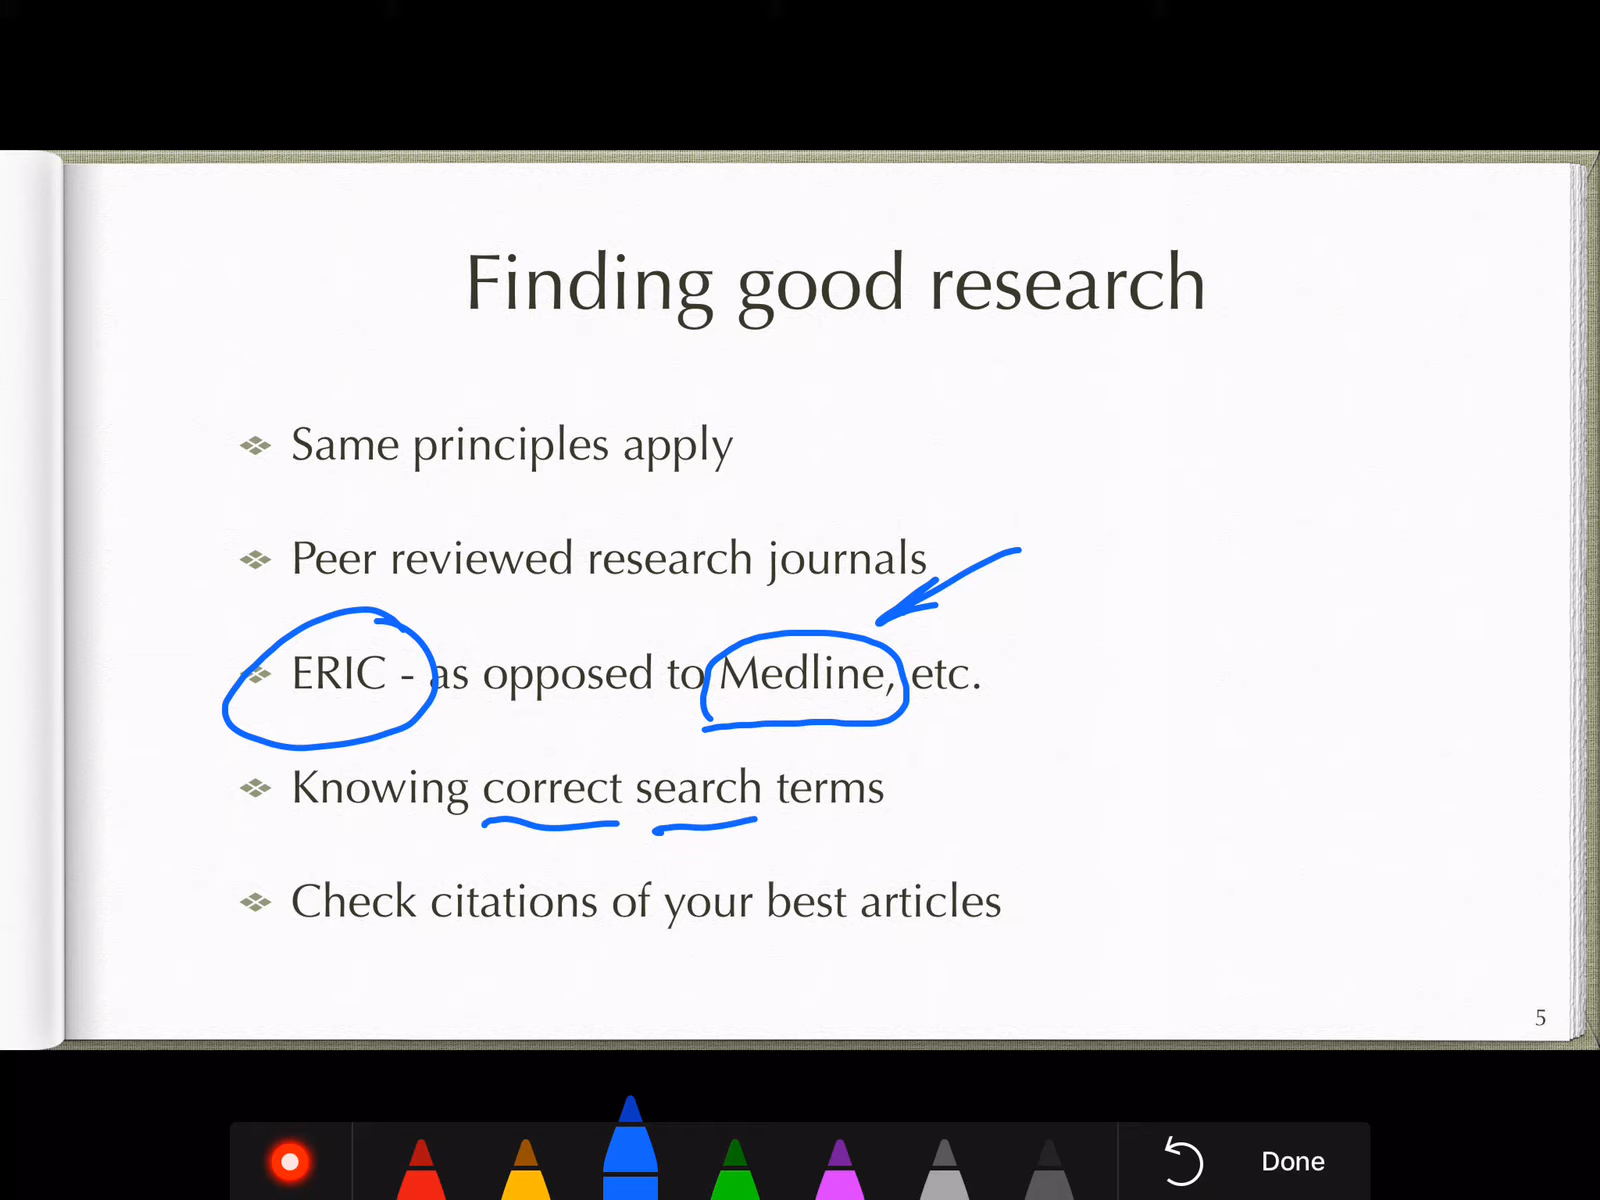 Finding good research
Same principles apply
Peer reviewed research journals
ERIC - as opposed to Medline, etc.
Knowing correct search terms
Check citations of your best articles
5
Done